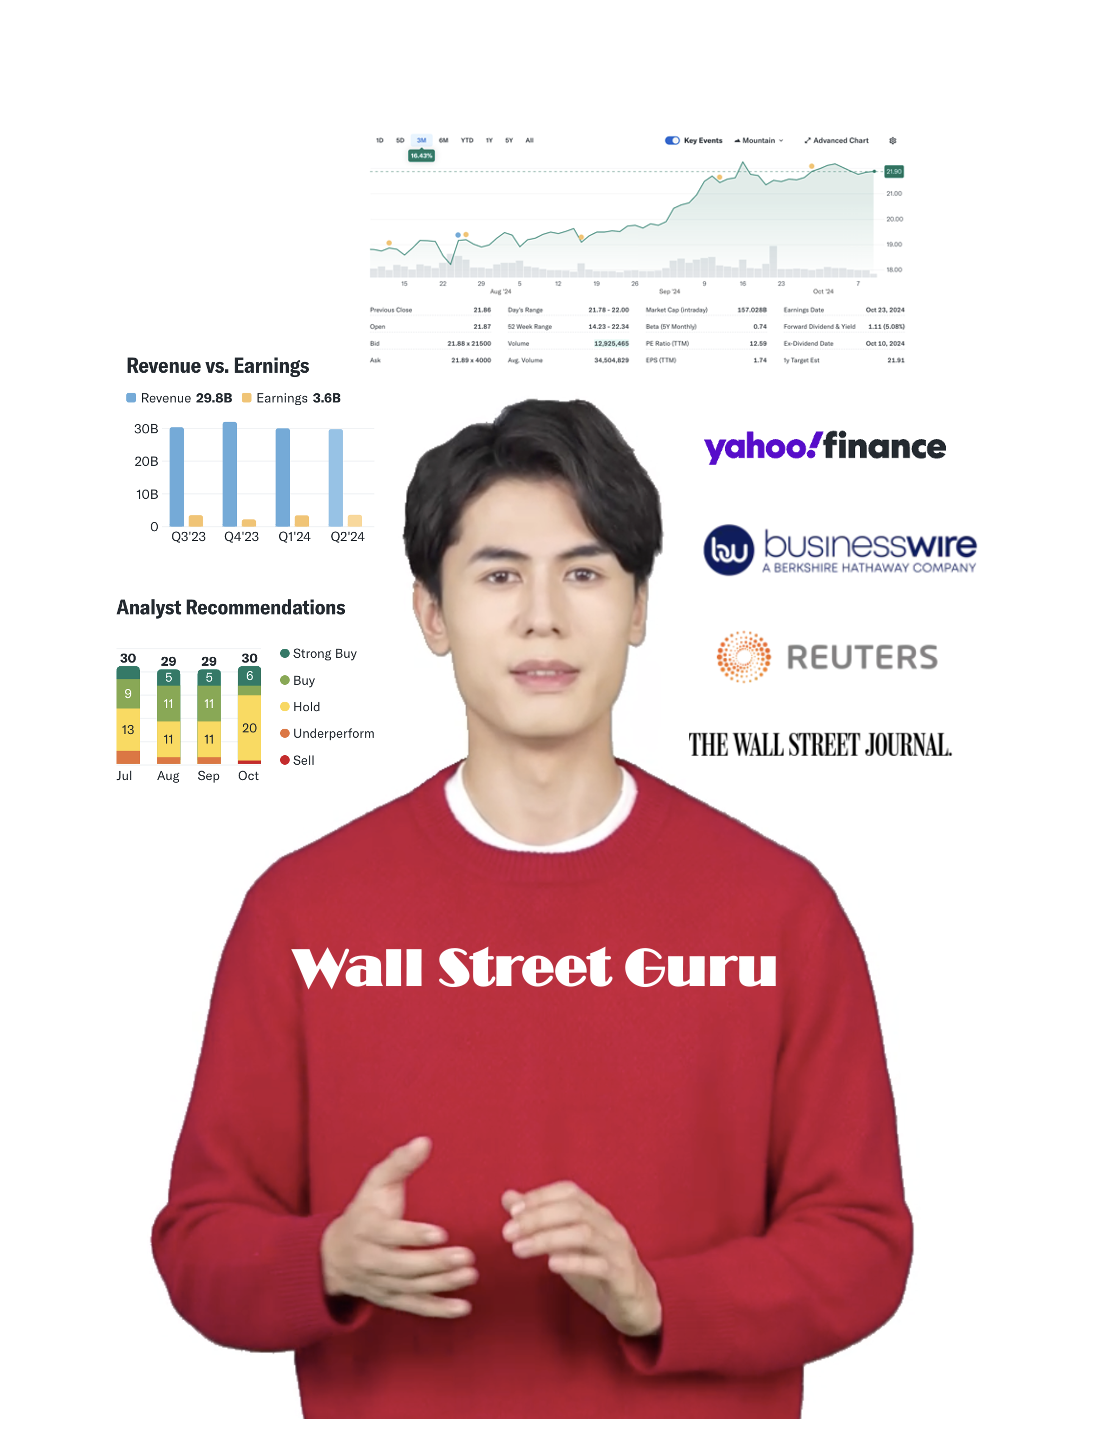 1D 5D 3M 6M YTD 1Y 5Y All Key Events Mountain Advanced Chart
16.43%
21.90
21.00
20.00
19.00
18.00
15 22 29 5 12 19 26 9 16 23 7
Aug '24 Sep '24 Oct '24
Previous Close 21.86 Day's Range 21.78 - 22.00 Market Cap (intraday) 157.028B Earnings Date Oct 23, 2024
Open 21.87 52 Week Range 14.23 - 22.34 Beta (5Y Monthly) 0.74 Forward Dividend & Yield 1.11 (5.08%)
Bid 21.88 x 21500 Volume 12,925,465 PE Ratio (TTM) 12.59 Ex-Dividend Date Oct 10, 2024
Ask 21.89 x 4000 Avg. Volume 34,504,829 EPS (TTM) 1.74 1y Target Est 21.91
Revenue vs. Earnings
Revenue 29.8B Earnings 3.6B
30B
20B
10B
0
Q3'23 Q4'23 Q1'24 Q2'24
yahoo!finance
bw businesswire
A BERKSHIRE HATHAWAY COMPANY
REUTERS
THE WALL STREET JOURNAL.
Analyst Recommendations
30 29 29 30
5 5 6
9 11 11
13 11 11 20
Jul Aug Sep Oct
Strong Buy
Buy
Hold
Underperform
Sell
Wall Street Guru